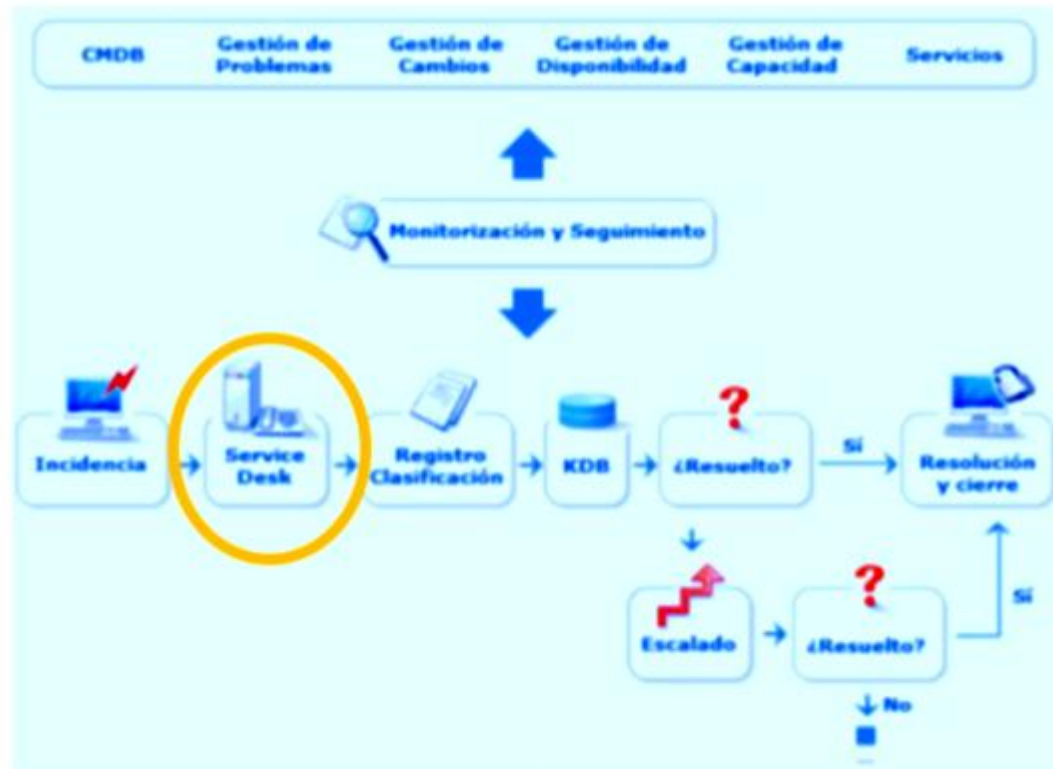 CMDB
Gestión de
Problemas
Gestión de
Cambios
Gestión de
Disponibilidad
Gestión de
Capacidad
Servicios
Monitorización y Seguimiento
Incidencia
Service
Desk
Registro
Clasificación
KDB
¿Resuelto?
Sí
Resolución
y cierre
Escalado
¿Resuelto?
Sí
No